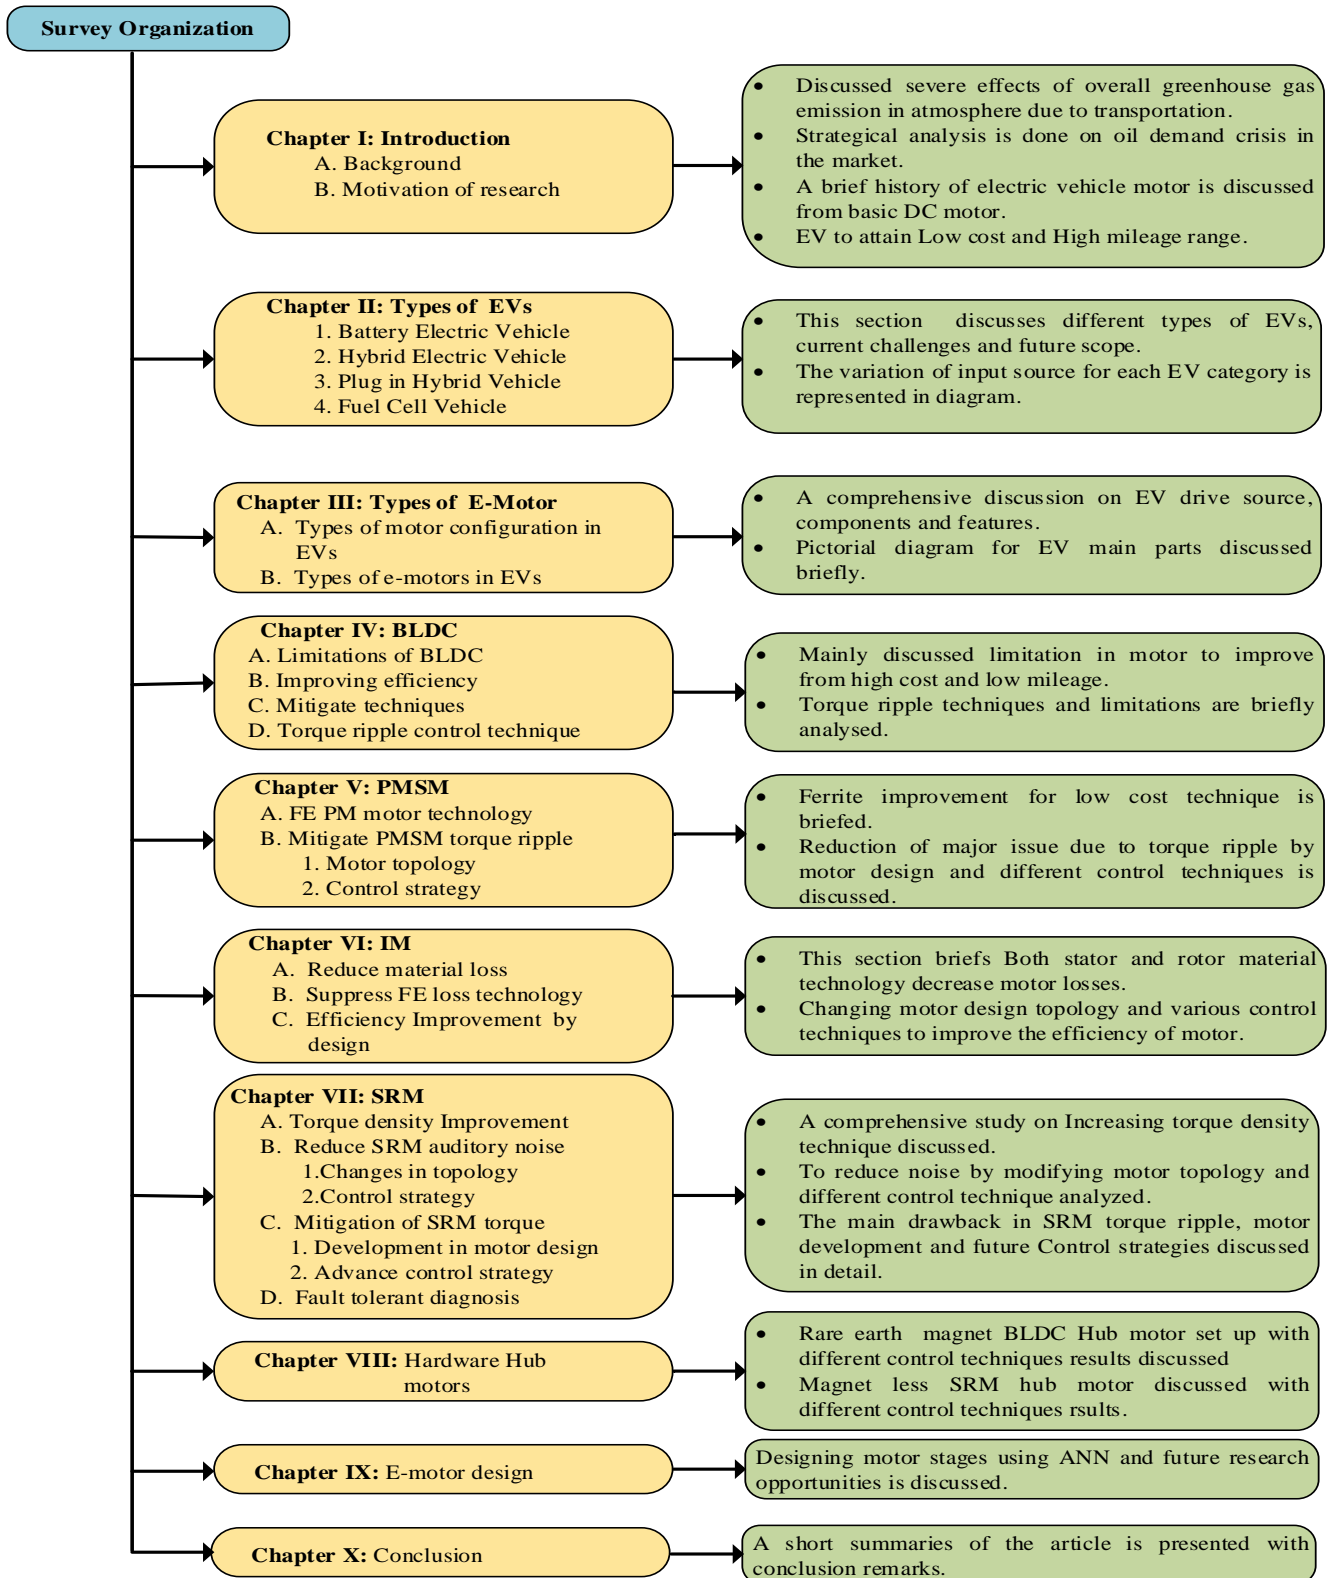 Survey Organization
Chapter I: Introduction
A. Background
B. Motivation of research
• Discussed severe effects of overall greenhouse gas
emission in atmosphere due to transportation.
• Strategical analysis is done on oil demand crisis in
the market.
• A brief history of electric vehicle motor is discussed
from basic DC motor.
• EV to attain Low cost and High mileage range.
Chapter II: Types of EVs
1. Battery Electric Vehicle
2. Hybrid Electric Vehicle
3. Plug in Hybrid Vehicle
4. Fuel Cell Vehicle
• This section discusses different types of EVs,
current challenges and future scope.
• The variation of input source for each EV category is
represented in diagram.
Chapter III: Types of E-Motor
A. Types of motor configuration in
EVs
B. Types of e-motors in EVs
• A comprehensive discussion on EV drive source,
components and features.
• Pictorial diagram for EV main parts discussed
briefly.
Chapter IV: BLDC
A. Limitations of BLDC
B. Improving efficiency
C. Mitigate techniques
D. Torque ripple control technique
• Mainly discussed limitation in motor to improve
from high cost and low mileage.
• Torque ripple techniques and limitations are briefly
analysed.
Chapter V: PMSM
A. FE PM motor technology
B. Mitigate PMSM torque ripple
1. Motor topology
2. Control strategy
• Ferrite improvement for low cost technique is
briefed.
• Reduction of major issue due to torque ripple by
motor design and different control techniques is
discussed.
Chapter VI: IM
A. Reduce material loss
B. Suppress FE loss technology
C. Efficiency Improvement by
design
• This section briefs Both stator and rotor material
technology decrease motor losses.
• Changing motor design topology and various control
techniques to improve the efficiency of motor.
Chapter VII: SRM
A. Torque density Improvement
B. Reduce SRM auditory noise
1.Changes in topology
2.Control strategy
C. Mitigation of SRM torque
1. Development in motor design
2. Advance control strategy
D. Fault tolerant diagnosis
• A comprehensive study on Increasing torque density
technique discussed.
• To reduce noise by modifying motor topology and
different control technique analyzed.
• The main drawback in SRM torque ripple, motor
development and future Control strategies discussed
in detail.
Chapter VIII: Hardware Hub
motors
• Rare earth magnet BLDC Hub motor set up with
different control techniques results discussed
• Magnet less SRM hub motor discussed with
different control techniques rsults.
Chapter IX: E-motor design
Designing motor stages using ANN and future research
opportunities is discussed.
Chapter X: Conclusion
A short summaries of the article is presented with
conclusion remarks.